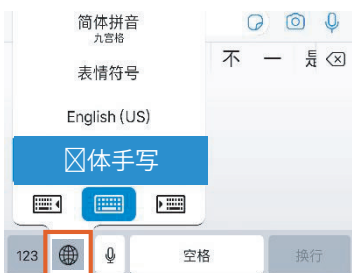 简体拼音
九宫格
不 一 是
表情符号
English (US)
体手写
123 空格 换行